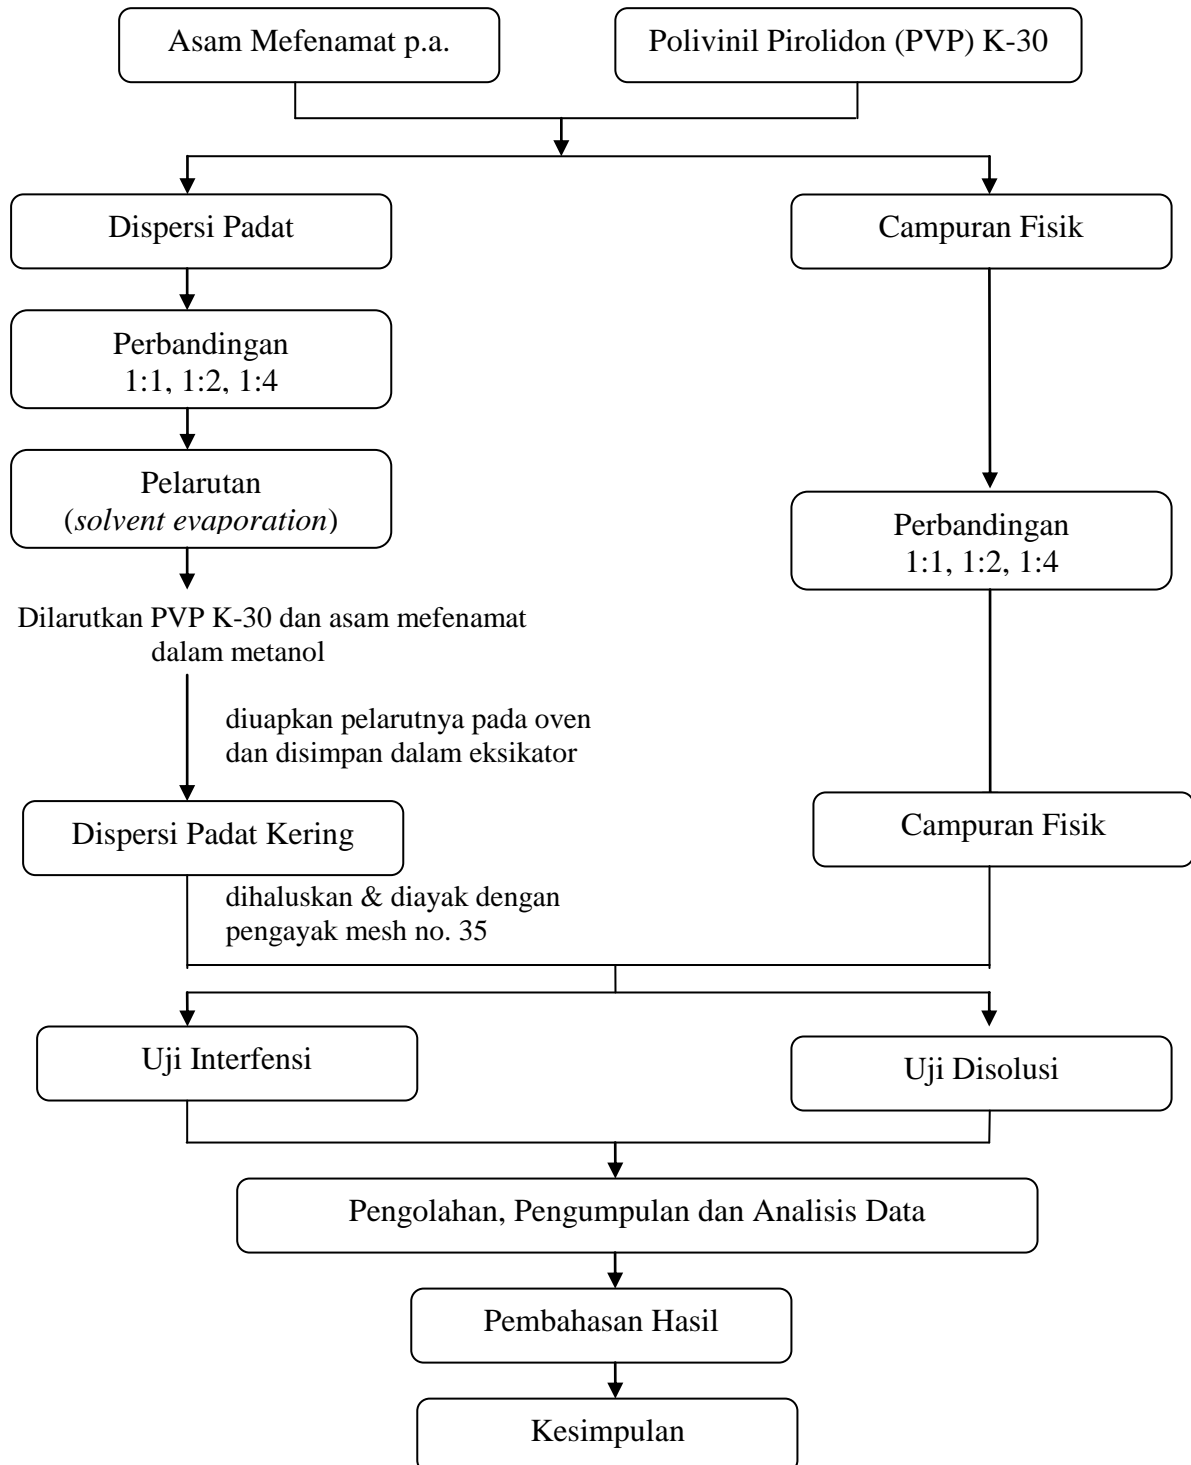 Asam Mefenamat p.a.
Polivinil Pirolidon (PVP) K-30
Dispersi Padat
Campuran Fisik
Perbandingan
1:1, 1:2, 1:4
Pelarutan
(solvent evaporation)
Perbandingan
1:1, 1:2, 1:4
Dilarutkan PVP K-30 dan asam mefenamat
dalam metanol
diuapkan pelarutnya pada oven
dan disimpan dalam eksikator
Dispersi Padat Kering
Campuran Fisik
dihaluskan & diayak dengan
pengayak mesh no. 35
Uji Interfensi
Uji Disolusi
Pengolahan, Pengumpulan dan Analisis Data
Pembahasan Hasil
Kesimpulan